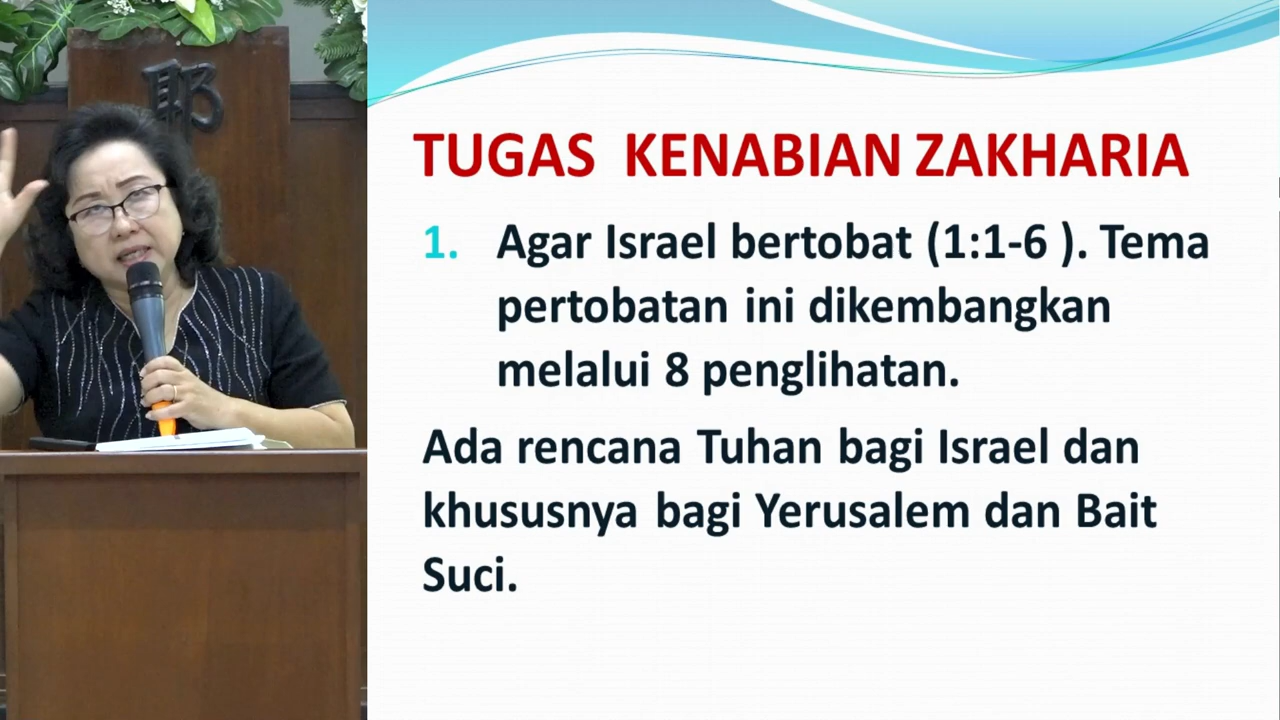 耶
TUGAS KENABIAN ZAKHARIA
1. Agar Israel bertobat (1:1-6 ). Tema
pertobatan ini dikembangkan
melalui 8 penglihatan.
Ada rencana Tuhan bagi Israel dan
khususnya bagi Yerusalem dan Bait
Suci.